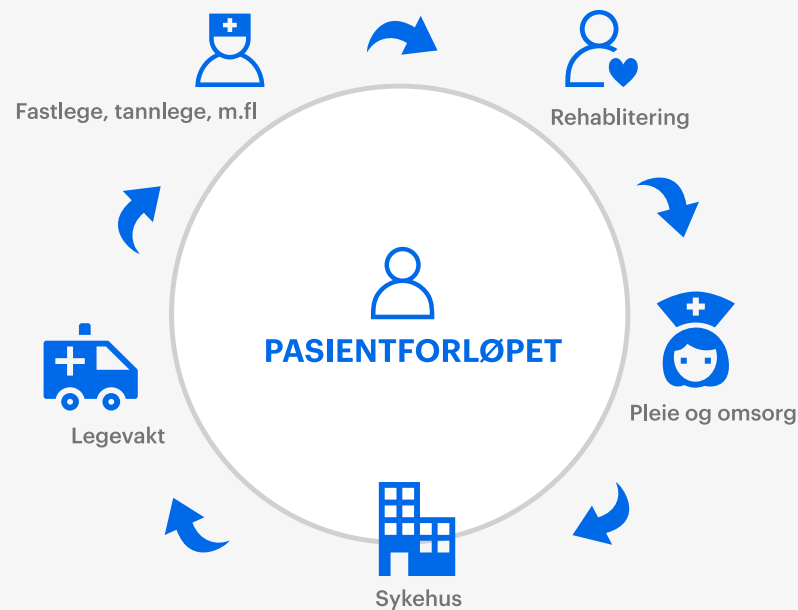 Fastlege, tannlege, m.fl
Rehablitering
PASIENTFORLØPET
Pleie og omsorg
Legevakt
Sykehus